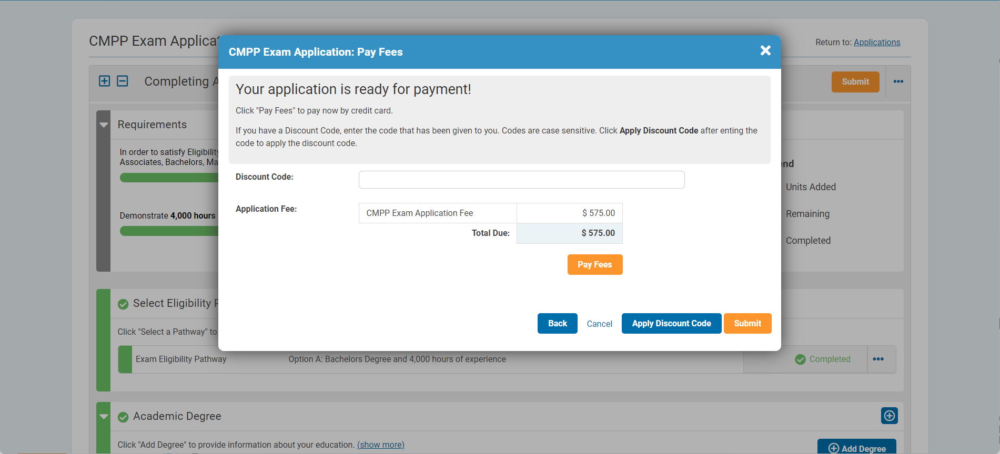 CMPP Exam Applicat
Return to: Applications
CMPP Exam Application: Pay Fees
Completing A
Submit
Your application is ready for payment!
Click "Pay Fees" to pay now by credit card.
If you have a Discount Code, enter the code that has been given to you. Codes are case sensitive. Click Apply Discount Code after enting the
code to apply the discount code.
Requirements
In order to satisfy Eligibility
Associates, Bachelors, Ma
Demonstrate 4,000 hours
end
Units Added
Remaining
Completed
Discount Code:
Application Fee:
CMPP Exam Application Fee
$ 575.00
Total Due:
$ 575.00
Pay Fees
Back
Cancel
Apply Discount Code
Submit
Select Eligibility P
Click "Select a Pathway" to
Exam Eligibility Pathway
Option A: Bachelors Degree and 4,000 hours of experience
Completed
Academic Degree
Click "Add Degree" to provide information about your education. (show more)
Add Degree